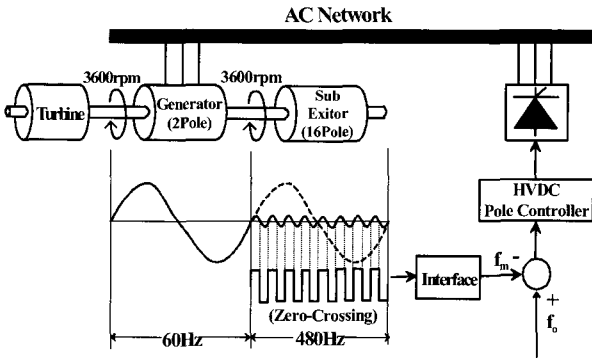 AC Network
3600rpm
3600rpm
Turbine
Generator
(2Pole)
Sub
Exitor
(16Pole)
HVDC
Pole Controller
Interface
fm -
+
fo
(Zero-Crossing)
60Hz
480Hz